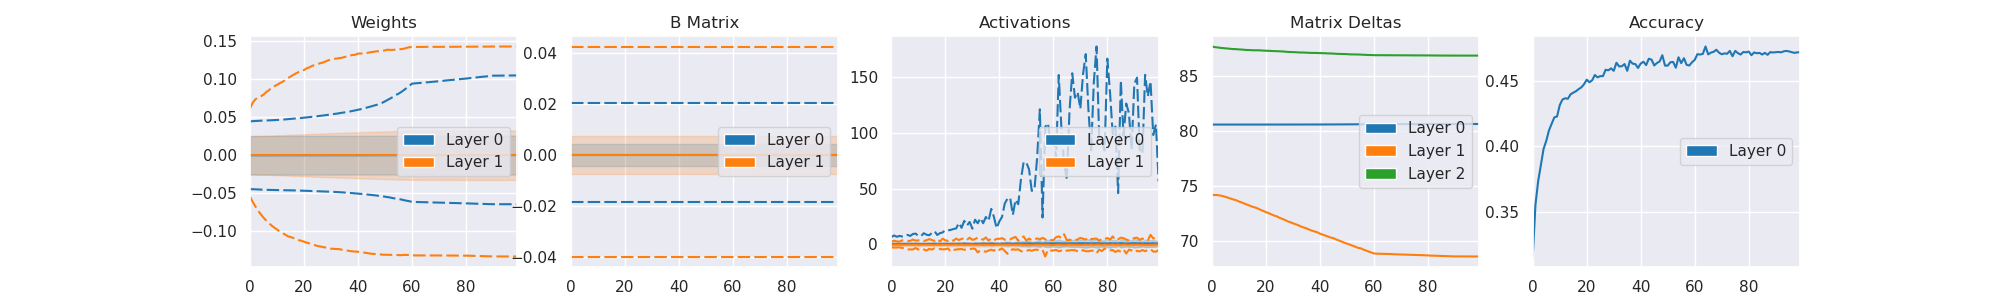 Weights
0.15
0.10
0.05
0.00
−0.05
−0.10
0 20 40 60 80
Layer 0
Layer 1
B Matrix
0.04
0.02
0.00
−0.02
−0.04
0 20 40 60 80
Layer 0
Layer 1
Activations
150
100
50
0
0 20 40 60 80
Layer 0
Layer 1
Matrix Deltas
85
80
75
70
0 20 40 60 80
Layer 0
Layer 1
Layer 2
Accuracy
0.45
0.40
0.35
0 20 40 60 80
Layer 0